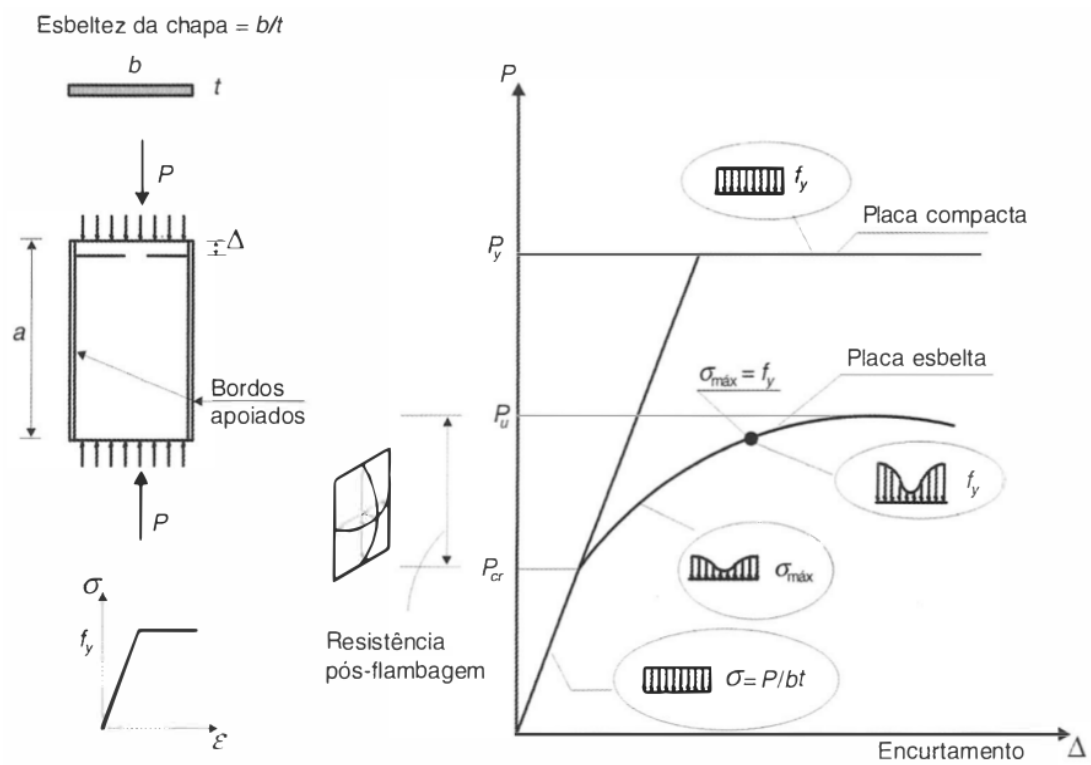 Esbeltez da chapa = b/t
b
t
P
Δ
a
Bordos
apoiados
P
σ
f_y
ε
Resistência
pós-flambagem
P
f_y
Placa compacta
P_y
Placa esbelta
σ_máx = f_y
P_u
f_y
P_cr
σ_máx
σ = P/bt
Encurtamento Δ